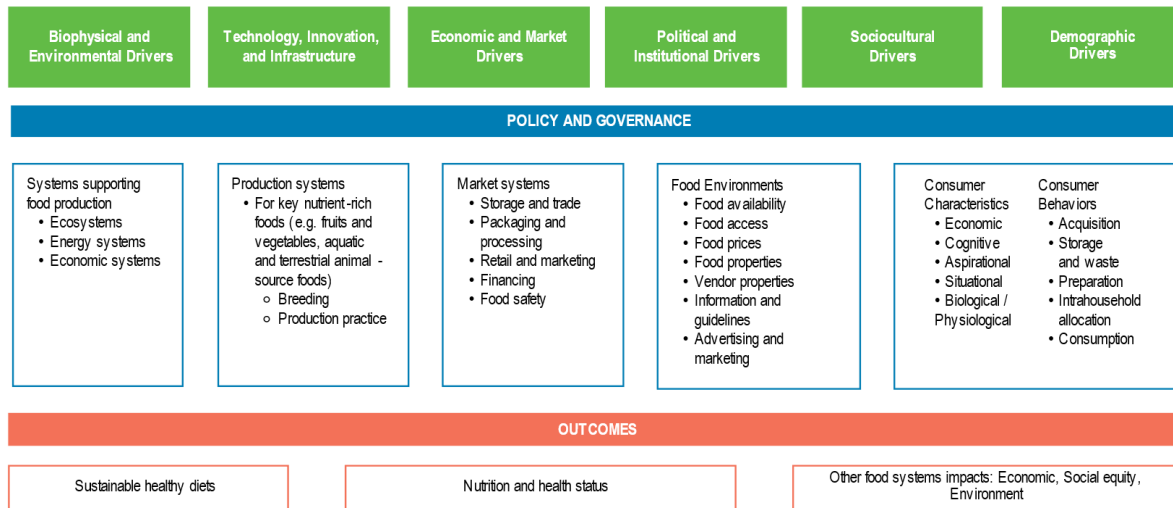 Biophysical and
Environmental Drivers
Technology, Innovation,
and Infrastructure
Economic and Market
Drivers
Political and
Institutional Drivers
Sociocultural
Drivers
Demographic
Drivers
POLICY AND GOVERNANCE
Systems supporting
food production
• Ecosystems
• Energy systems
• Economic systems
Production systems
• For key nutrient-rich
foods (e.g. fruits and
vegetables, aquatic
and terrestrial animal -
source foods)
○ Breeding
○ Production practice
Market systems
• Storage and trade
• Packaging and
processing
• Retail and marketing
• Financing
• Food safety
Food Environments
• Food availability
• Food access
• Food prices
• Food properties
• Vendor properties
• Information and
guidelines
• Advertising and
marketing
Consumer
Characteristics
• Economic
• Cognitive
• Aspirational
• Situational
• Biological /
Physiological
Consumer
Behaviors
• Acquisition
• Storage
and waste
• Preparation
• Intrahousehold
allocation
• Consumption
OUTCOMES
Sustainable healthy diets
Nutrition and health status
Other food systems impacts: Economic, Social equity,
Environment